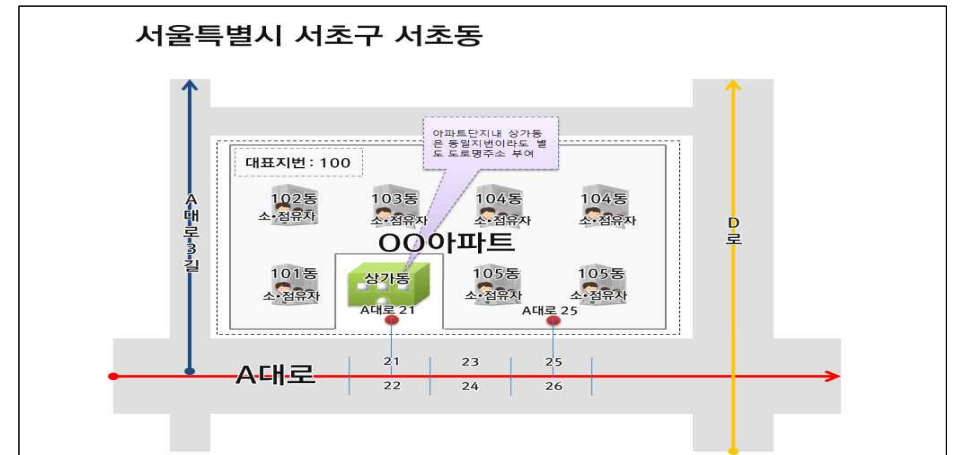 서울특별시 서초구 서초동
아파트단지내 상가동
은 동일지번이라도 별
도 도로명주소 부여
대표지번 : 100
102동
소•점유자
103동
소•점유자
104동
소•점유자
104동
소•점유자
A대로3길
D로
OO아파트
101동
소•점유자
상가동
105동
소•점유자
105동
소•점유자
A대로 21
A대로 25
21 23 25
A대로
22 24 26